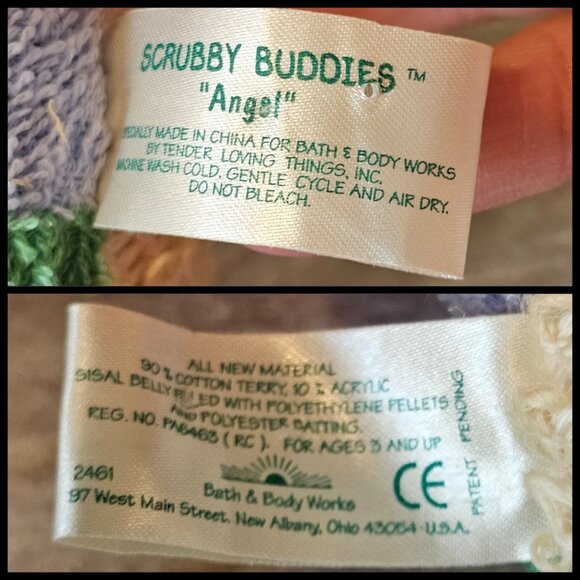 SCRUBBY BUDDIES™
"Angel"
MADE IN CHINA FOR BATH & BODY WORKS
BY TENDER LOVING THINGS, INC.
MACHINE WASH COLD. GENTLE CYCLE AND AIR DRY.
DO NOT BLEACH.
ALL NEW MATERIAL
90% COTTON TERRY, 10% ACRYLIC
SISAL BELLY FILLED WITH POLYETHYLENE PELLETS
AND POLYESTER BATTING.
REG. NO. PA6463 (RC). FOR AGES 3 AND UP
2461
Bath & Body Works
97 West Main Street, New Albany, Ohio 43054 U.S.A.
CE
PATENT PENDING